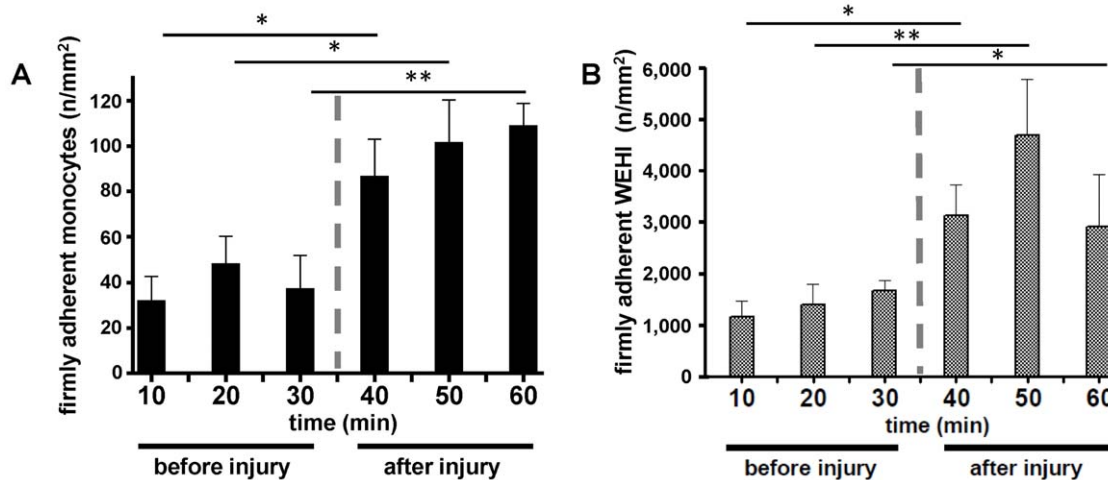 *
*
**
A
firmly adherent monocytes (n/mm²)
120
100
80
60
40
20
0
10 20 30 40 50 60
time (min)
before injury after injury
*
**
*
B
firmly adherent WEHI (n/mm²)
6,000
5,000
4,000
3,000
2,000
1,000
0
10 20 30 40 50 60
time (min)
before injury after injury